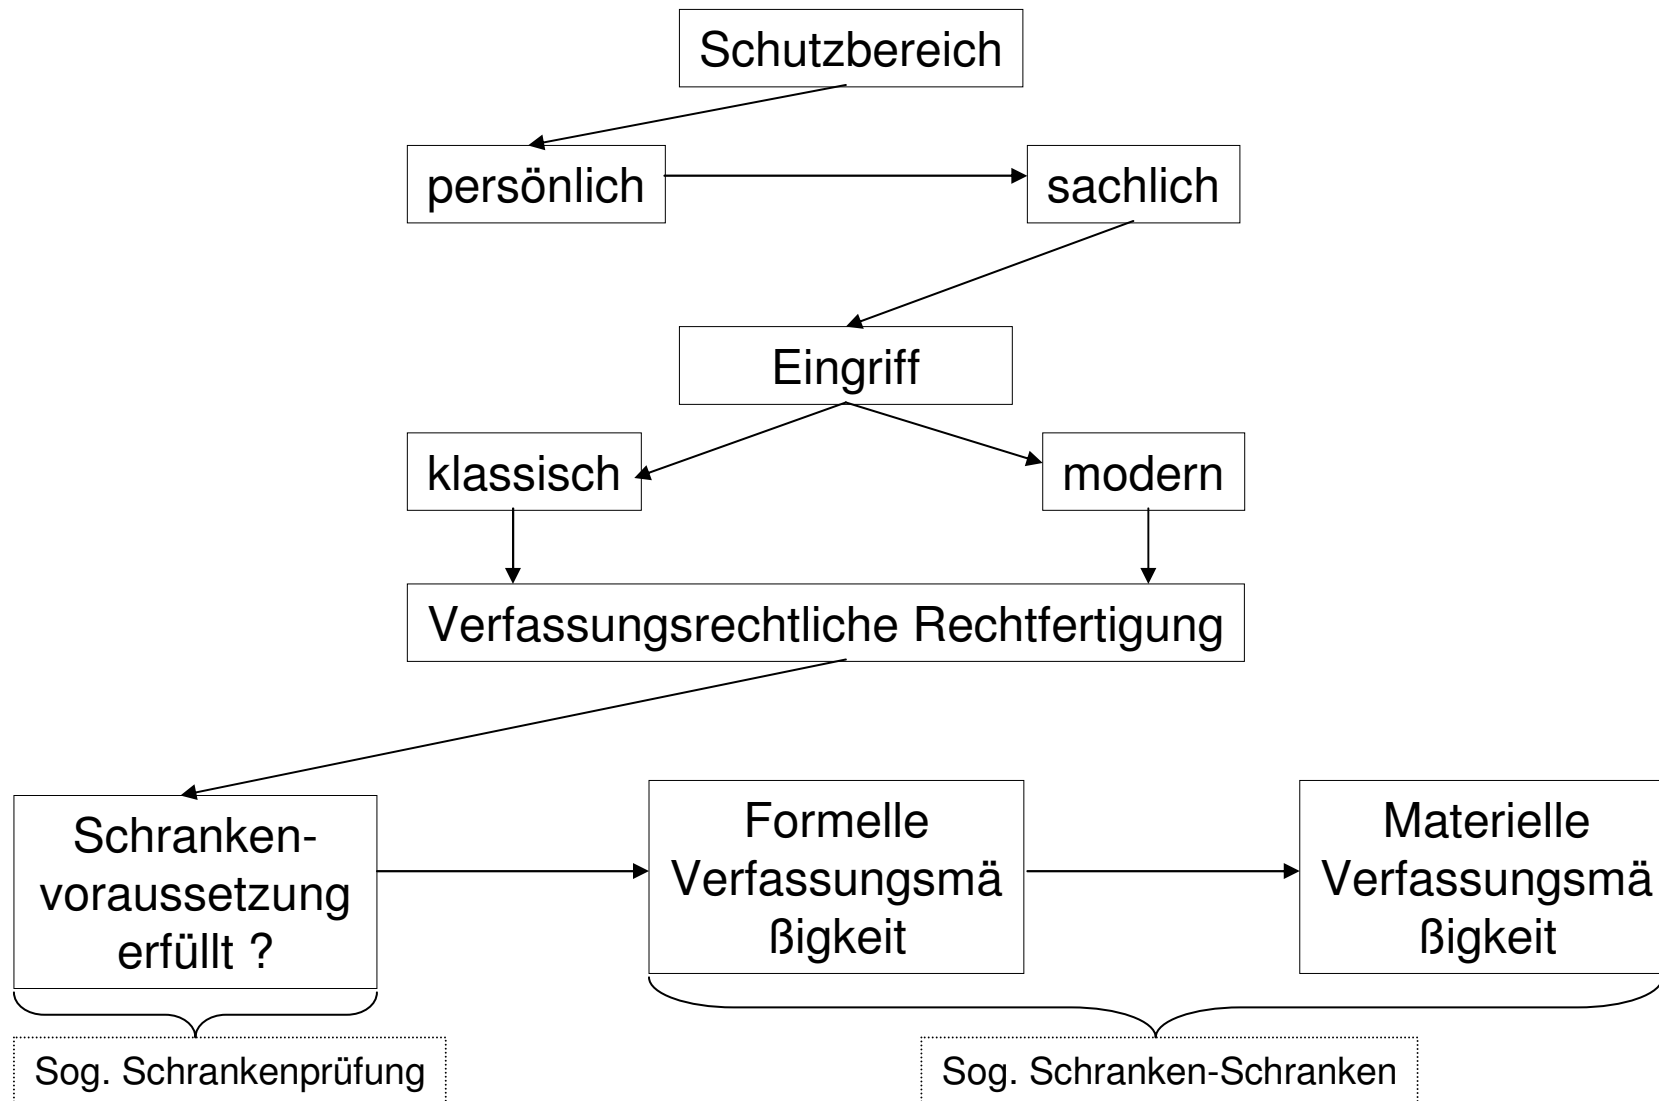 Schutzbereich
persönlich
sachlich
Eingriff
klassisch
modern
Verfassungsrechtliche Rechtfertigung
Schranken-
voraussetzung
erfüllt ?
Formelle
Verfassungsmä
ßigkeit
Materielle
Verfassungsmä
ßigkeit
Sog. Schrankenprüfung
Sog. Schranken-Schranken